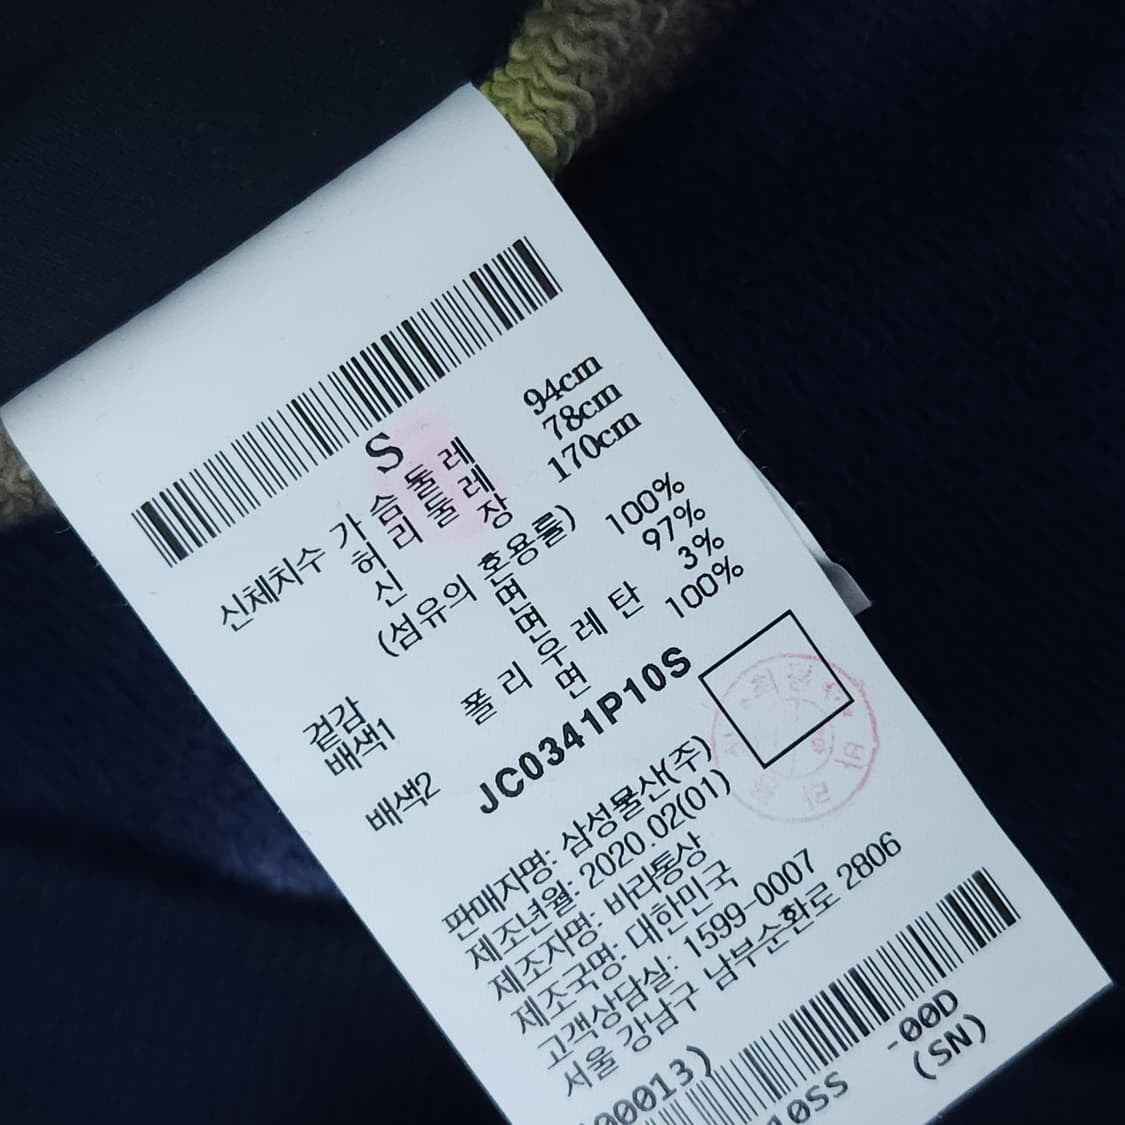 S
신체치수 가슴둘레 94cm
허리둘레 78cm
신 장 170cm
(섬유의 혼용률)
겉감 면 100%
배색1 면 97%
폴리우레탄 3%
배색2 면 100%
JC0341P10S
판매자명: 삼성물산(주)
제조년월: 2020.02(01)
제조자명: 비리통상
제조국명: 대한민국
고객상담실: 1599-0007
서울 강남구 남부순환로 2806
00013)
-00D
10SS
(SN)